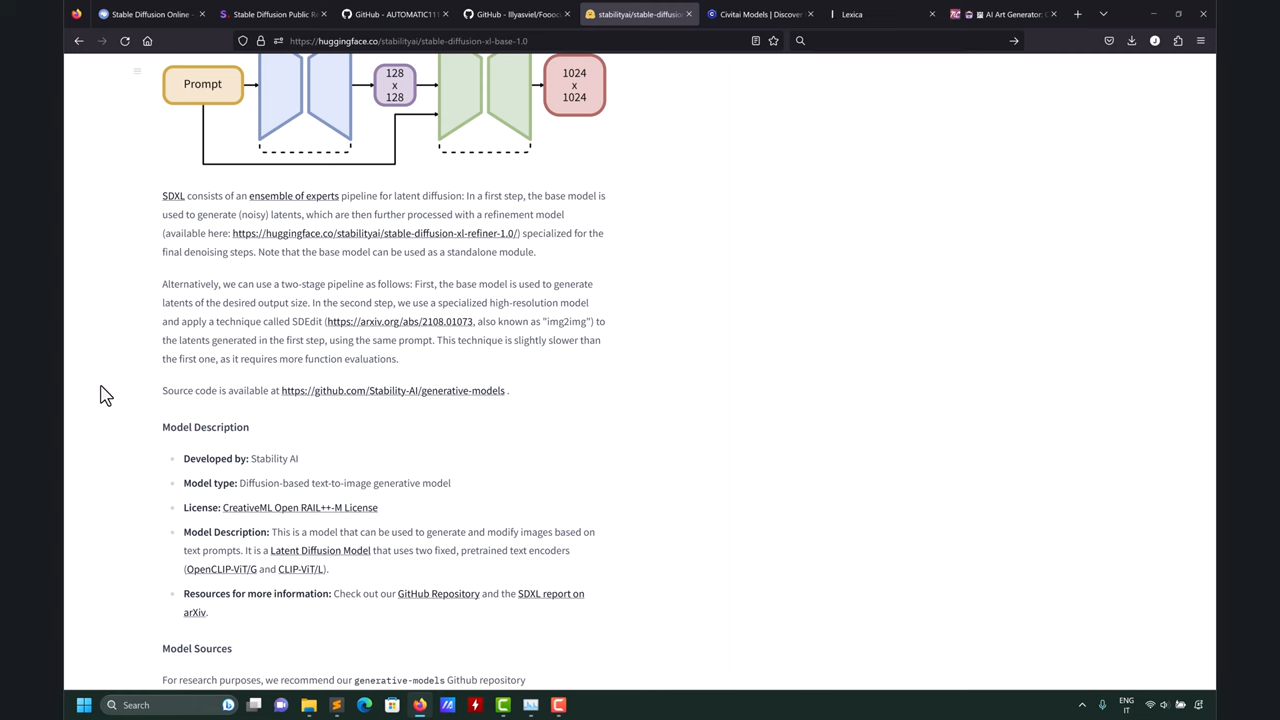 Stable Diffusion Online -
Stable Diffusion Public Re
GitHub - AUTOMATIC111
GitHub - lllyasviel/Foooc
stabilityai/stable-diffusion
Civitai Models | Discover
Lexica
AI Art Generator: C
https://huggingface.co/stabilityai/stable-diffusion-xl-base-1.0
Prompt
128
x
128
1024
x
1024
SDXL consists of an ensemble of experts pipeline for latent diffusion: In a first step, the base model is
used to generate (noisy) latents, which are then further processed with a refinement model
(available here: https://huggingface.co/stabilityai/stable-diffusion-xl-refiner-1.0/) specialized for the
final denoising steps. Note that the base model can be used as a standalone module.
Alternatively, we can use a two-stage pipeline as follows: First, the base model is used to generate
latents of the desired output size. In the second step, we use a specialized high-resolution model
and apply a technique called SDEdit (https://arxiv.org/abs/2108.01073, also known as "img2img") to
the latents generated in the first step, using the same prompt. This technique is slightly slower than
the first one, as it requires more function evaluations.
Source code is available at https://github.com/Stability-AI/generative-models .
Model Description
Developed by: Stability AI
Model type: Diffusion-based text-to-image generative model
License: CreativeML Open RAIL++-M License
Model Description: This is a model that can be used to generate and modify images based on
text prompts. It is a Latent Diffusion Model that uses two fixed, pretrained text encoders
(OpenCLIP-ViT/G and CLIP-ViT/L).
Resources for more information: Check out our GitHub Repository and the SDXL report on
arXiv.
Model Sources
For research purposes, we recommend our generative-models Github repository
Search
ENG
IT